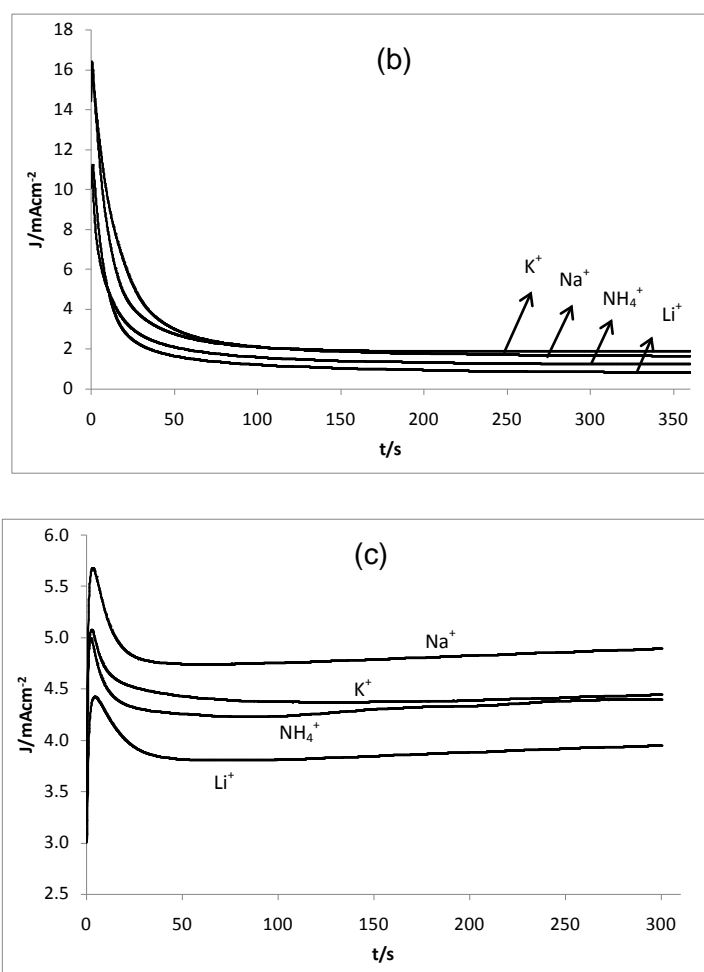 (b)
J/mAcm⁻²
18
16
14
12
10
8
6
4
2
0
K⁺
Na⁺
NH₄⁺
Li⁺
0 50 100 150 200 250 300 350
t/s
(c)
J/mAcm⁻²
6.0
5.5
5.0
4.5
4.0
3.5
3.0
2.5
Na⁺
K⁺
NH₄⁺
Li⁺
0 50 100 150 200 250 300
t/s